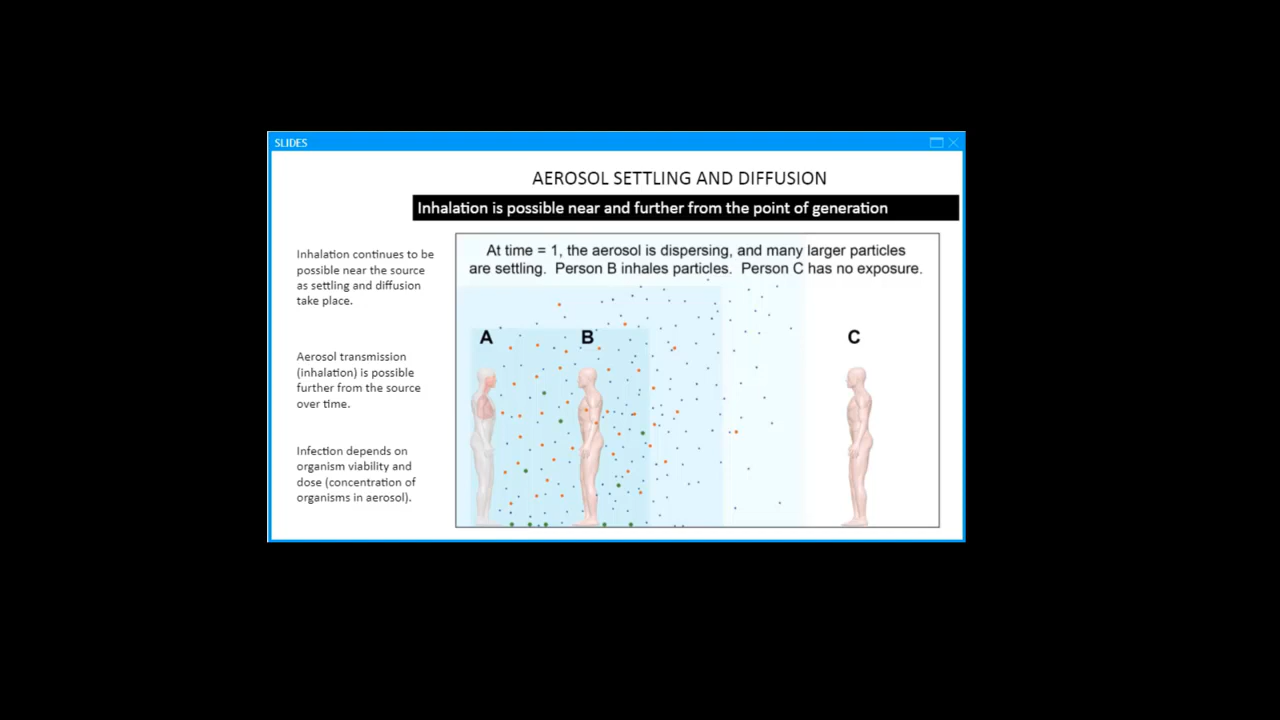 SLIDES
AEROSOL SETTLING AND DIFFUSION
Inhalation is possible near and further from the point of generation
Inhalation continues to be
possible near the source
as settling and diffusion
take place.
Aerosol transmission
(inhalation) is possible
further from the source
over time.
Infection depends on
organism viability and
dose (concentration of
organisms in aerosol).
At time = 1, the aerosol is dispersing, and many larger particles
are settling. Person B inhales particles. Person C has no exposure.
A
B
C